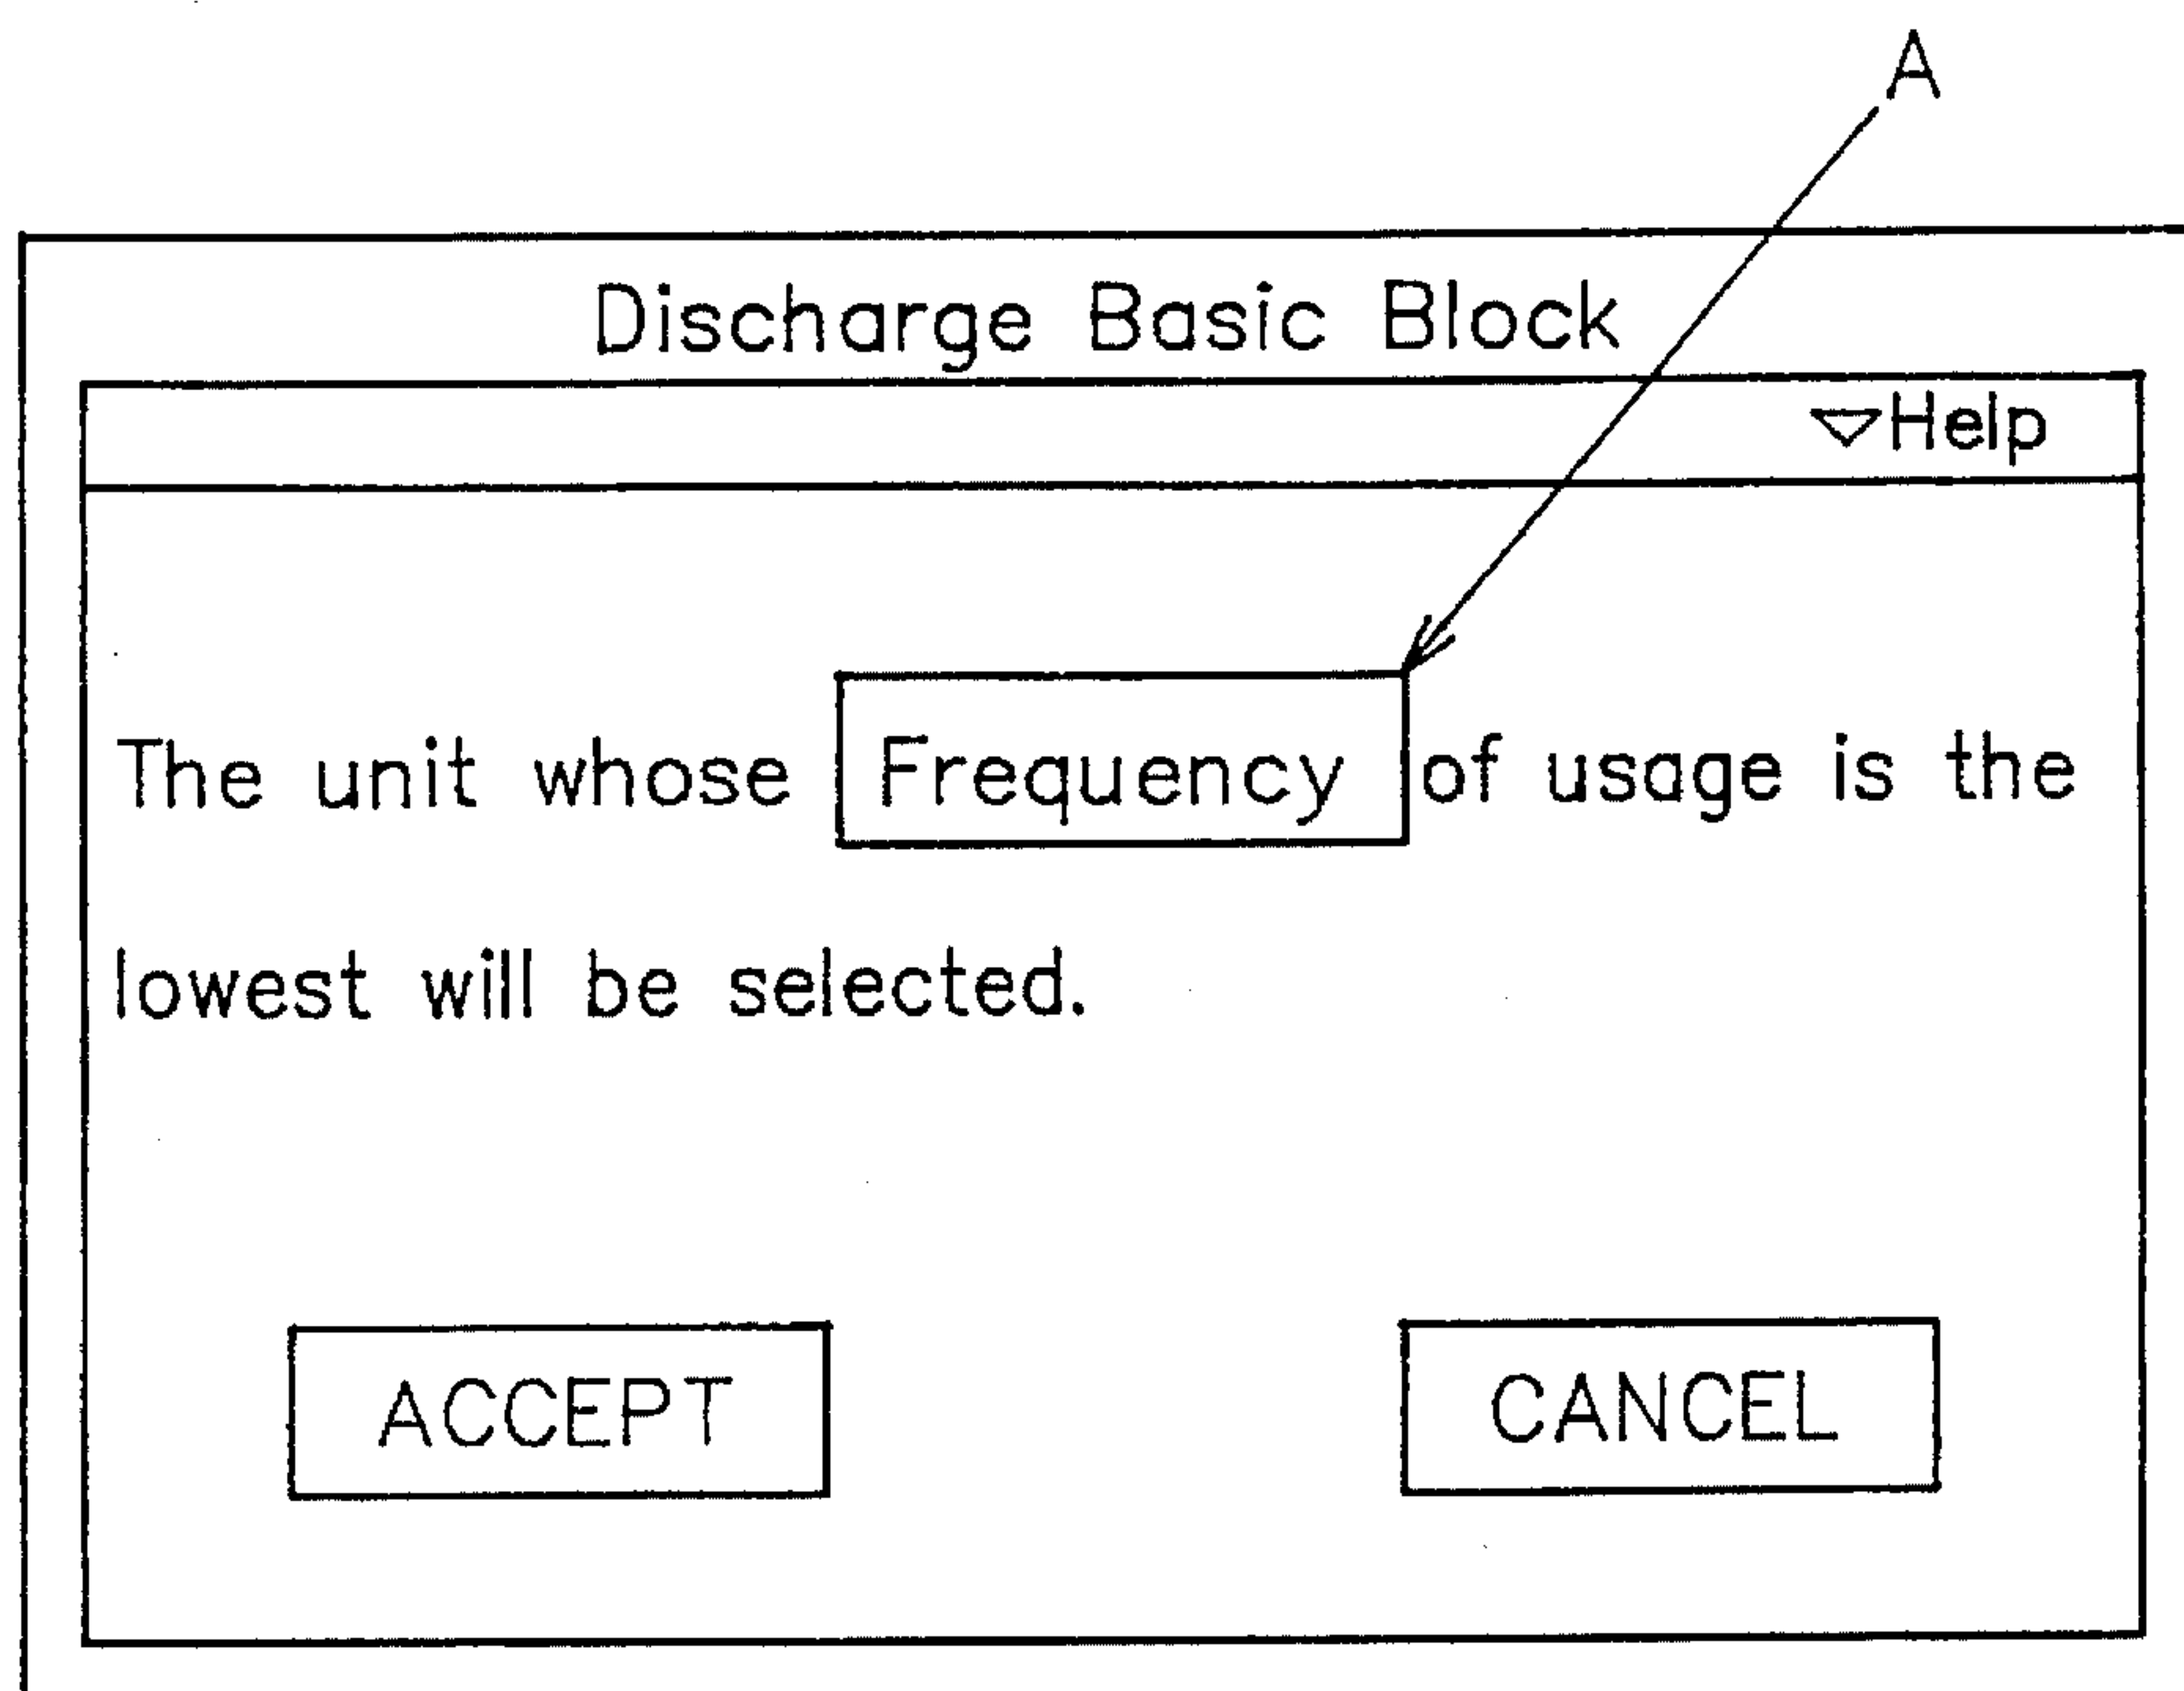 A
Discharge Basic Block
▽Help
The unit whose Frequency of usage is the
lowest will be selected.
ACCEPT CANCEL